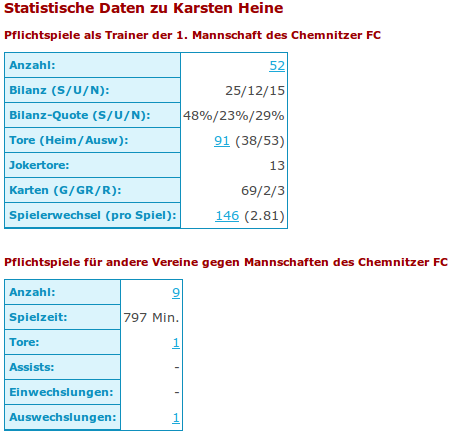 Statistische Daten zu Karsten Heine
Pflichtspiele als Trainer der 1. Mannschaft des Chemnitzer FC
Anzahl: 52
Bilanz (S/U/N): 25/12/15
Bilanz-Quote (S/U/N): 48%/23%/29%
Tore (Heim/Ausw): 91 (38/53)
Jokertore: 13
Karten (G/GR/R): 69/2/3
Spielerwechsel (pro Spiel): 146 (2.81)
Pflichtspiele für andere Vereine gegen Mannschaften des Chemnitzer FC
Anzahl: 9
Spielzeit: 797 Min.
Tore: 1
Assists: -
Einwechslungen: -
Auswechslungen: 1